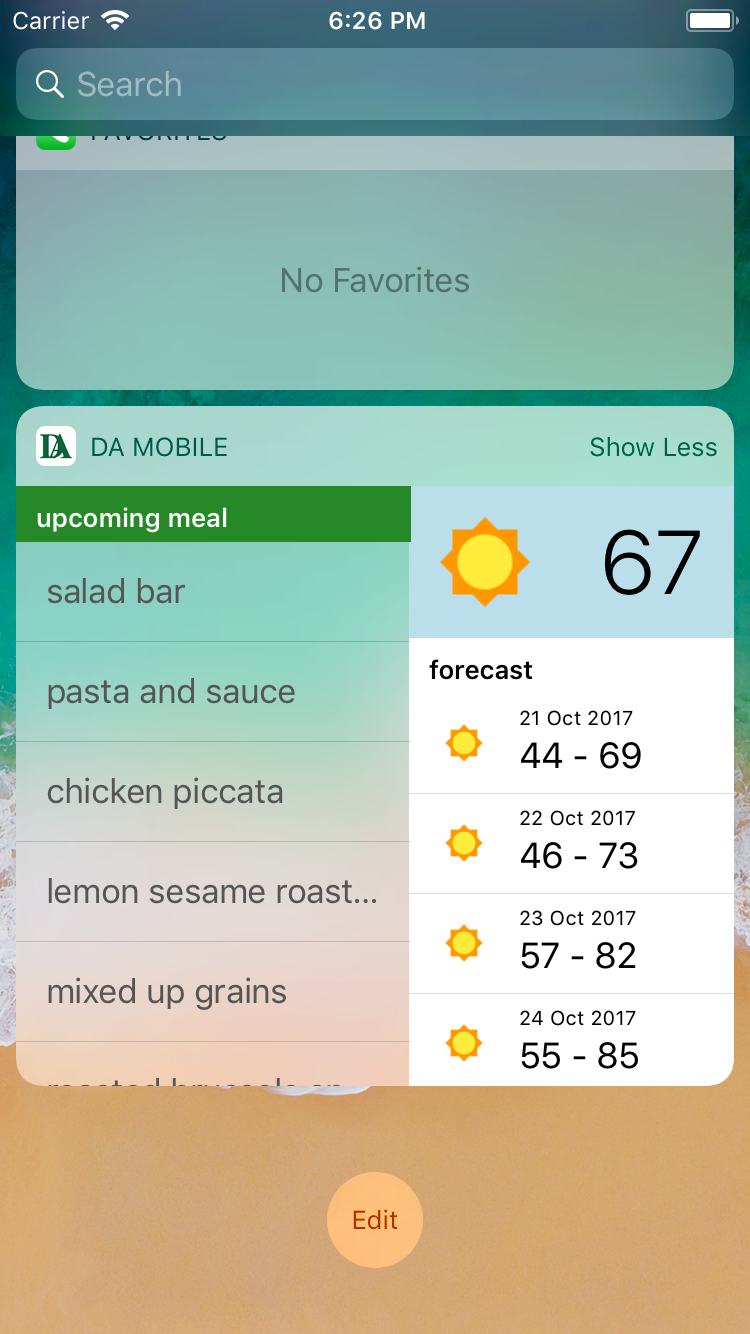 Carrier
6:26 PM
Search
FAVORITES
No Favorites
DA
DA MOBILE
Show Less
upcoming meal
salad bar
pasta and sauce
chicken piccata
lemon sesame roast...
mixed up grains
67
forecast
21 Oct 2017
44 - 69
22 Oct 2017
46 - 73
23 Oct 2017
57 - 82
24 Oct 2017
55 - 85
Edit